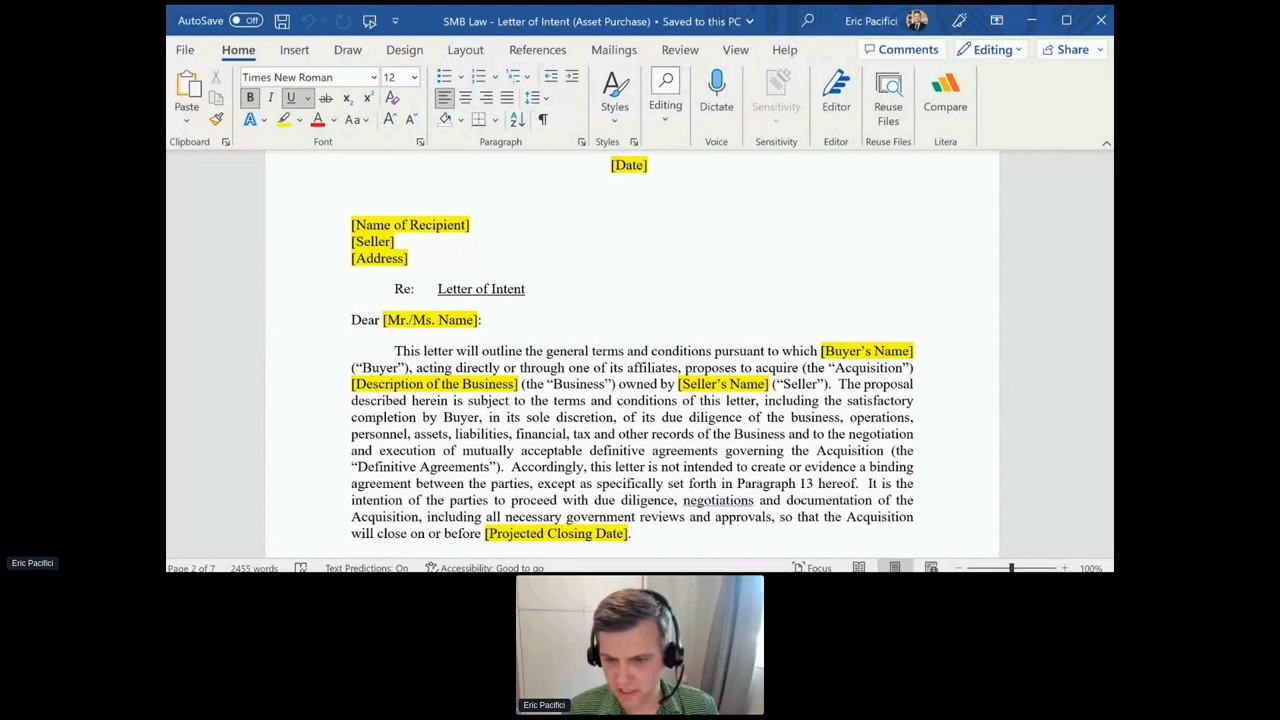 AutoSave Off SMB Law - Letter of Intent (Asset Purchase) • Saved to this PC Eric Pacifici
File Home Insert Draw Design Layout References Mailings Review View Help Comments Editing Share
Times New Roman 12
Paste Styles Editing Dictate Sensitivity Editor Reuse Files Compare
Clipboard Font Paragraph Styles Voice Sensitivity Editor Reuse Files Litera
[Date]
[Name of Recipient]
[Seller]
[Address]
Re: Letter of Intent
Dear [Mr./Ms. Name]:
This letter will outline the general terms and conditions pursuant to which [Buyer’s Name]
(“Buyer”), acting directly or through one of its affiliates, proposes to acquire (the “Acquisition”)
[Description of the Business] (the “Business”) owned by [Seller’s Name] (“Seller”). The proposal
described herein is subject to the terms and conditions of this letter, including the satisfactory
completion by Buyer, in its sole discretion, of its due diligence of the business, operations,
personnel, assets, liabilities, financial, tax and other records of the Business and to the negotiation
and execution of mutually acceptable definitive agreements governing the Acquisition (the
“Definitive Agreements”). Accordingly, this letter is not intended to create or evidence a binding
agreement between the parties, except as specifically set forth in Paragraph 13 hereof. It is the
intention of the parties to proceed with due diligence, negotiations and documentation of the
Acquisition, including all necessary government reviews and approvals, so that the Acquisition
will close on or before [Projected Closing Date].
Page 2 of 7 2455 words Text Predictions: On Accessibility: Good to go Focus 100%
Eric Pacifici
Eric Pacifici